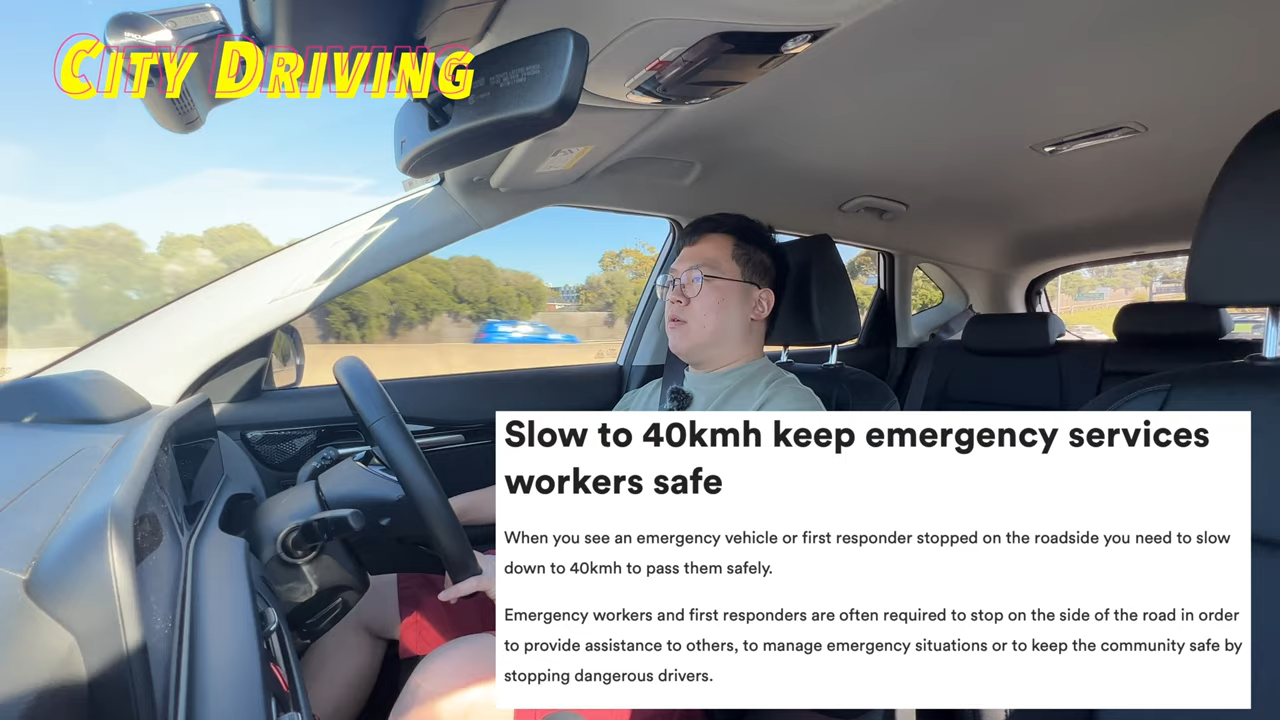 City Driving
Slow to 40kmh keep emergency services
workers safe
When you see an emergency vehicle or first responder stopped on the roadside you need to slow
down to 40kmh to pass them safely.
Emergency workers and first responders are often required to stop on the side of the road in order
to provide assistance to others, to manage emergency situations or to keep the community safe by
stopping dangerous drivers.